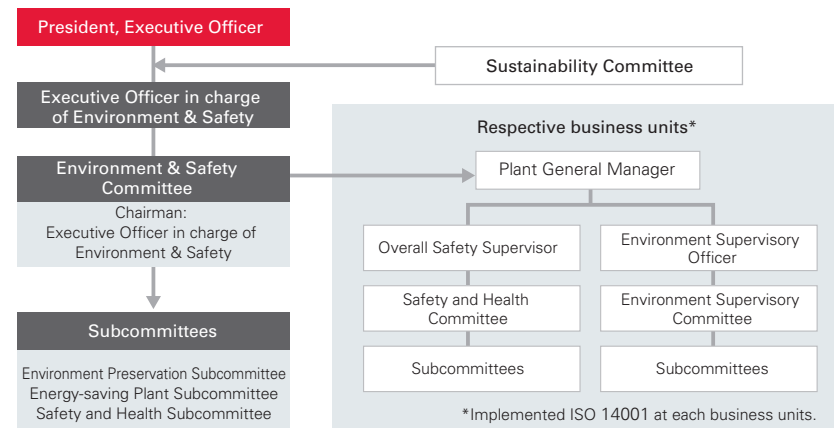 President, Executive Officer
Sustainability Committee
Executive Officer in charge
of Environment & Safety
Environment & Safety
Committee
Chairman:
Executive Officer in charge of
Environment & Safety
Subcommittees
Environment Preservation Subcommittee
Energy-saving Plant Subcommittee
Safety and Health Subcommittee
Respective business units*
Plant General Manager
Overall Safety Supervisor
Safety and Health
Committee
Subcommittees
Environment Supervisory
Officer
Environment Supervisory
Committee
Subcommittees
*Implemented ISO 14001 at each business units.